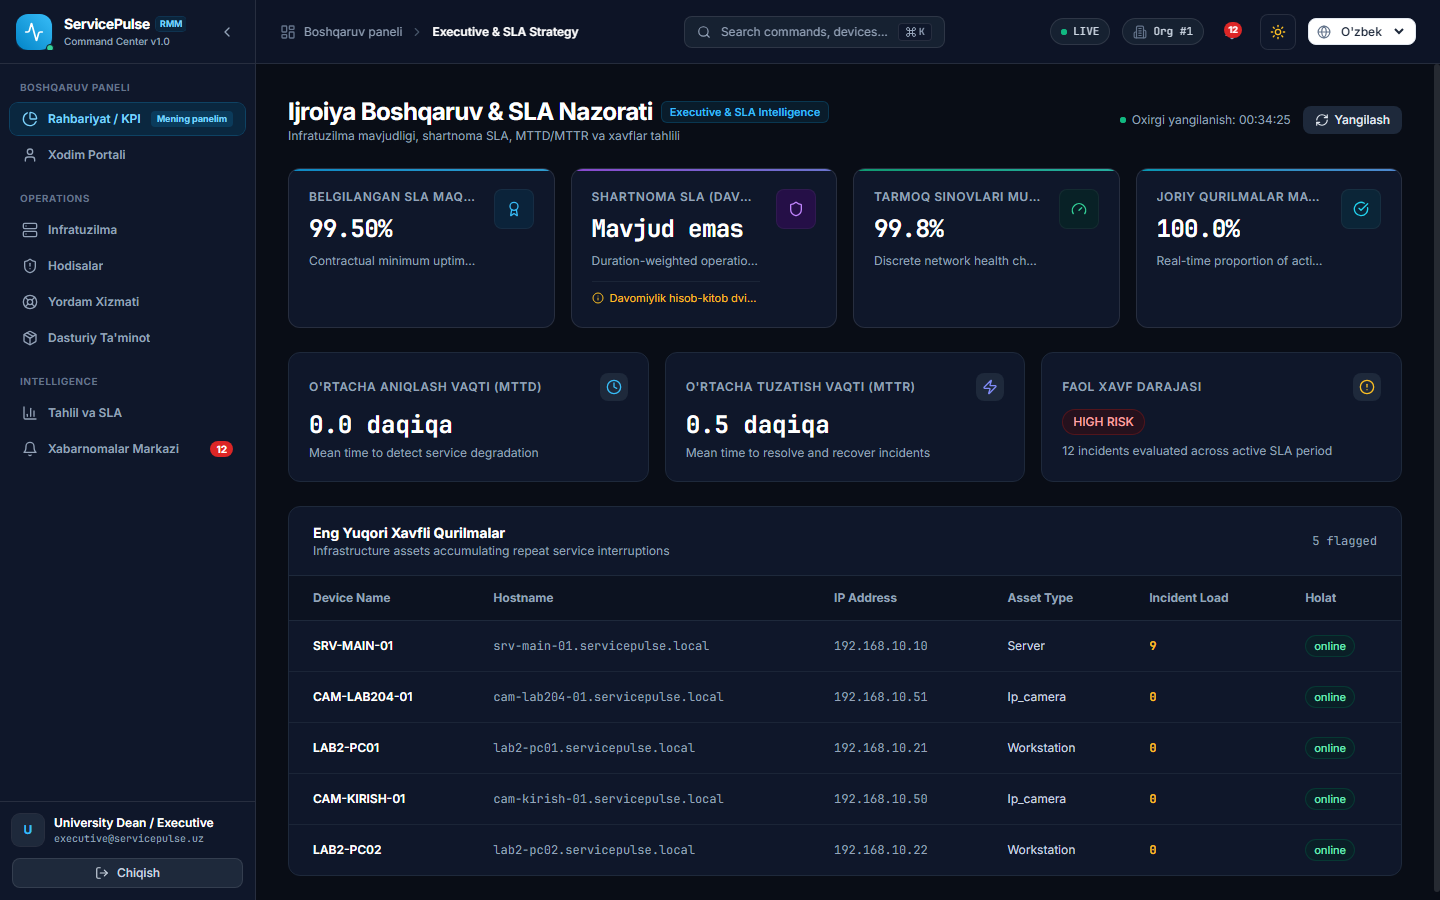 ServicePulse RMM
Command Center v1.0
BOSHQARUV PANELI
Rahbariyat / KPI Mening panelim
Xodim Portali
OPERATIONS
Infratuzilma
Hodisalar
Yordam Xizmati
Dasturiy Ta'minot
INTELLIGENCE
Tahlil va SLA
Xabarnomalar Markazi 12
U
University Dean / Executive
executive@servicepulse.uz
Chiqish
Boshqaruv paneli > Executive & SLA Strategy
Search commands, devices... ⌘K
LIVE
Org #1
12
O'zbek
Ijroiya Boshqaruv & SLA Nazorati Executive & SLA Intelligence
Infratuzilma mavjudligi, shartnoma SLA, MTTD/MTTR va xavflar tahlili
Oxirgi yangilanish: 00:34:25
Yangilash
BELGILANGAN SLA MAQ...
99.50%
Contractual minimum uptim...
SHARTNOMA SLA (DAV...
Mavjud emas
Duration-weighted operatio...
Davomiylik hisob-kitob dvi...
TARMOQ SINOVLARI MU...
99.8%
Discrete network health ch...
JORIY QURILMALAR MA...
100.0%
Real-time proportion of acti...
O'RTACHA ANIQLASH VAQTI (MTTD)
0.0 daqiqa
Mean time to detect service degradation
O'RTACHA TUZATISH VAQTI (MTTR)
0.5 daqiqa
Mean time to resolve and recover incidents
FAOL XAVF DARAJASI
HIGH RISK
12 incidents evaluated across active SLA period
Eng Yuqori Xavfli Qurilmalar
Infrastructure assets accumulating repeat service interruptions
5 flagged
Device Name Hostname IP Address Asset Type Incident Load Holat
SRV-MAIN-01 srv-main-01.servicepulse.local 192.168.10.10 Server 9 online
CAM-LAB204-01 cam-lab204-01.servicepulse.local 192.168.10.51 Ip_camera 0 online
LAB2-PC01 lab2-pc01.servicepulse.local 192.168.10.21 Workstation 0 online
CAM-KIRISH-01 cam-kirish-01.servicepulse.local 192.168.10.50 Ip_camera 0 online
LAB2-PC02 lab2-pc02.servicepulse.local 192.168.10.22 Workstation 0 online